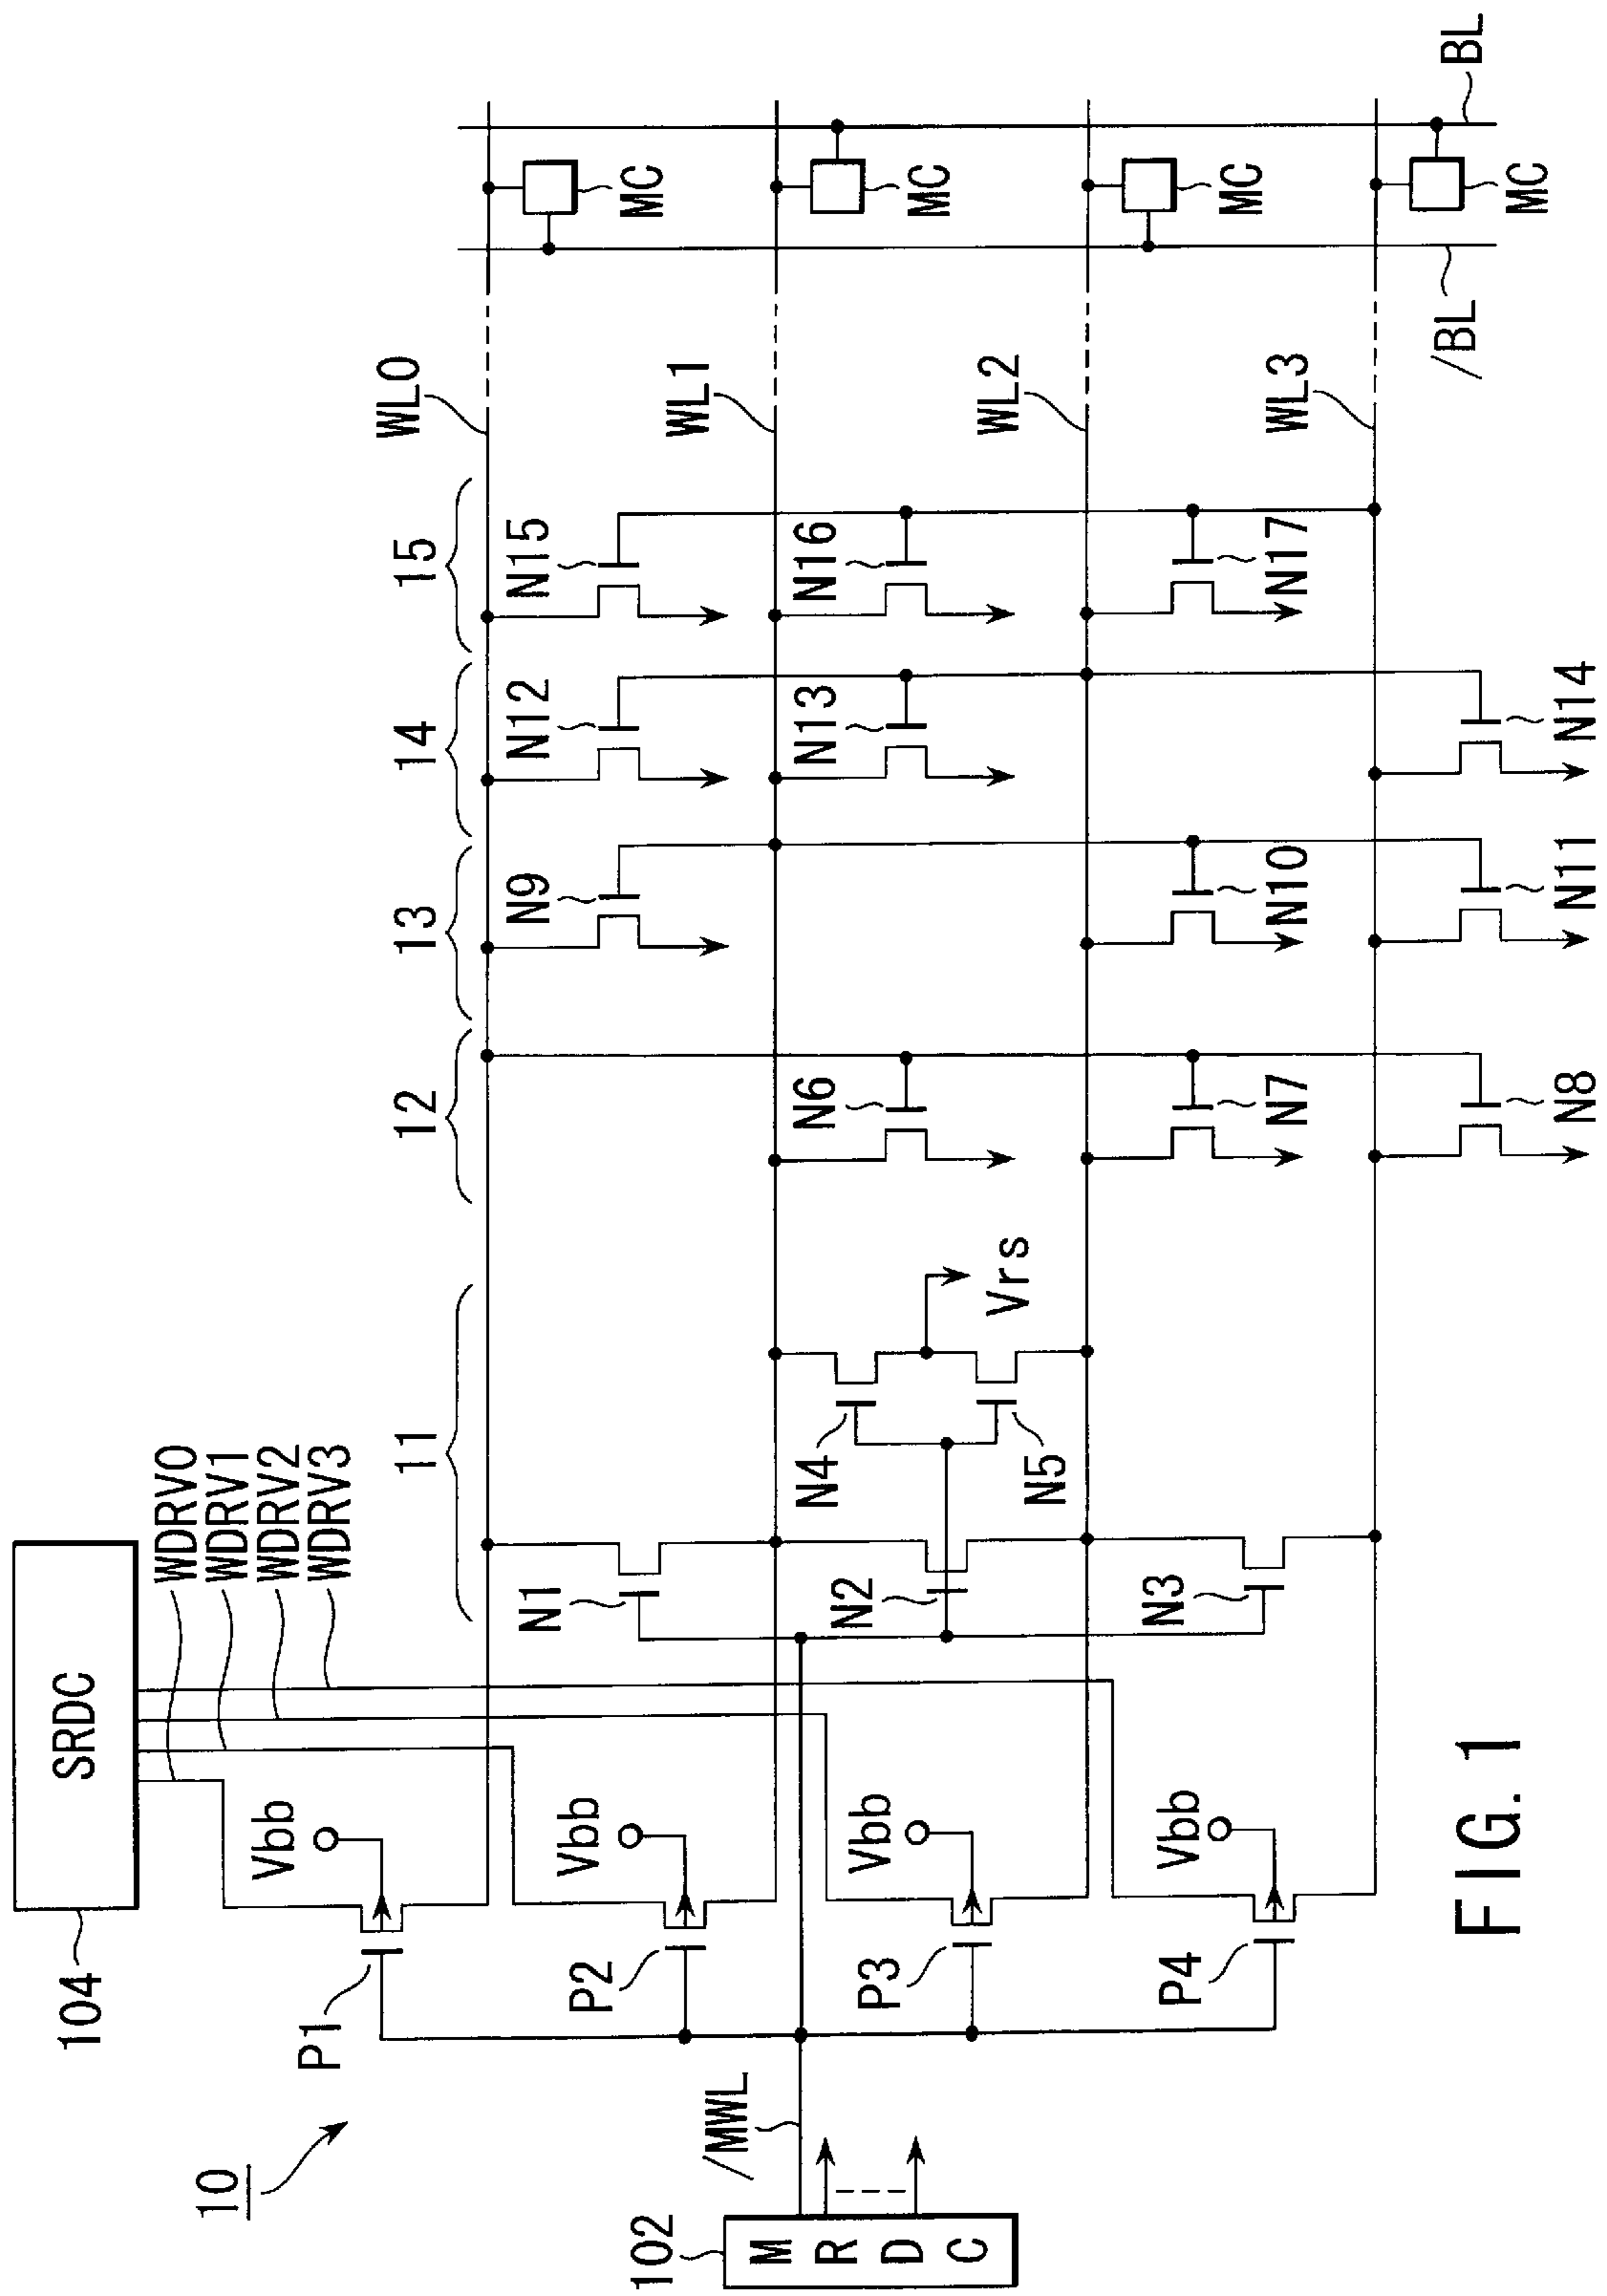 10
104
SRDC
WDRV0
WDRV1
WDRV2
WDRV3
102
M
R
D
C
/MWL
P1
Vbb
P2
Vbb
P3
Vbb
P4
Vbb
11
12
13
14
15
N1
N2
N3
N4
N5
Vrs
N6
N7
N8
N9
N10
N11
N12
N13
N14
N15
N16
N17
WL0
WL1
WL2
WL3
MC
MC
MC
MC
/BL
BL
FIG. 1